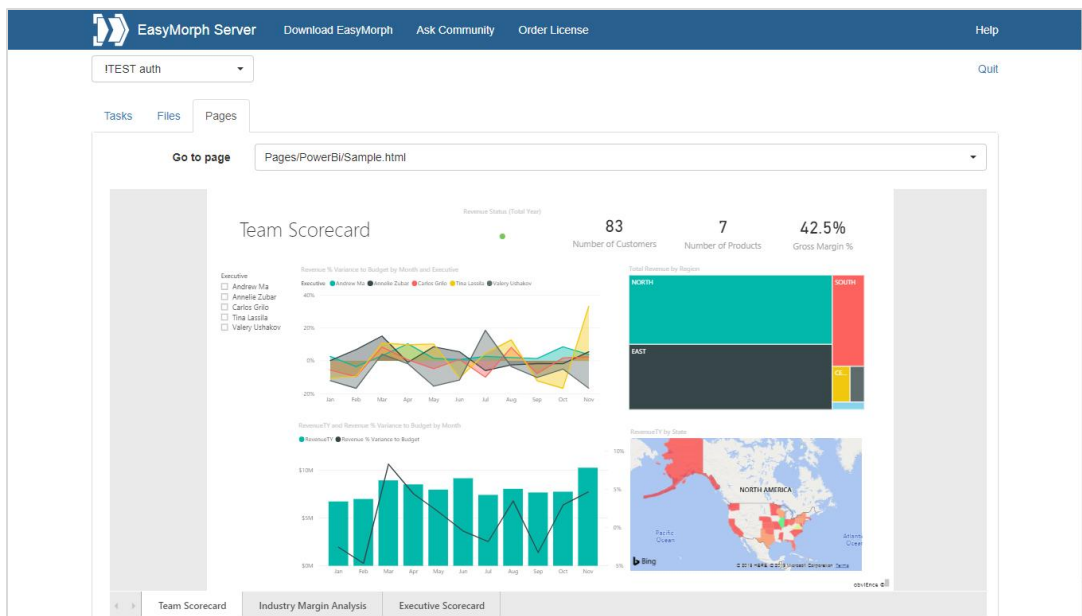 EasyMorph Server Download EasyMorph Ask Community Order License Help
!TEST auth Quit
Tasks Files Pages
Go to page Pages/PowerBi/Sample.html
Team Scorecard
Revenue Status (Total Year)
83 7 42.5%
Number of Customers Number of Products Gross Margin %
Executive
Andrew Ma
Annelie Zubar
Carlos Grilo
Tina Lassila
Valery Ushakov
Revenue % Variance to Budget by Month and Executive
Executive Andrew Ma Annelie Zubar Carlos Grilo Tina Lassila Valery Ushakov
40%
20%
0%
20%
Jan Feb Mar Apr May Jun Jul Aug Sep Oct Nov
Total Revenue by Region
NORTH SOUTH
EAST
CE...
RevenueTY and Revenue % Variance to Budget by Month
RevenueTY Revenue % Variance to Budget
$10M 10%
$5M 5%
0%
$0M 5%
Jan Feb Mar Apr May Jun Jul Aug Sep Oct Nov
RevenueTY by State
NORTH AMERICA
Pacific
Ocean
Atlant
Ocea
Bing
obviEnce ©
Team Scorecard Industry Margin Analysis Executive Scorecard